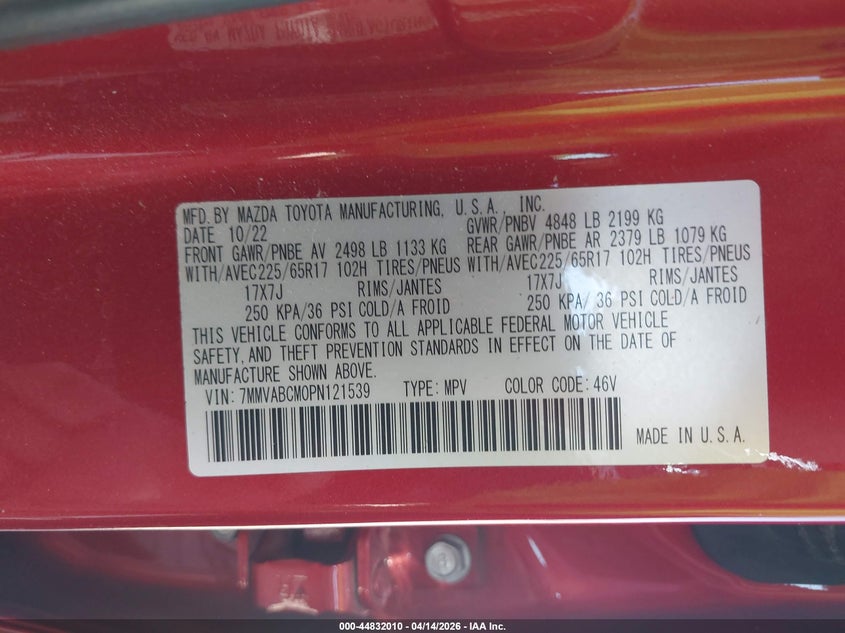 MFD. BY MAZDA TOYOTA MANUFACTURING, U.S.A., INC.
DATE 10/22 GVWR/PNBV 4848 LB 2199 KG
FRONT GAWR/PNBE AV 2498 LB 1133 KG REAR GAWR/PNBE AR 2379 LB 1079 KG
WITH/AVEC225/65R17 102H TIRES/PNEUS WITH/AVEC225/65R17 102H TIRES/PNEUS
17X7J RIMS/JANTES 17X7J RIMS/JANTES
250 KPA/36 PSI COLD/A FROID 250 KPA/ 36 PSI COLD/A FROID
THIS VEHICLE CONFORMS TO ALL APPLICABLE FEDERAL MOTOR VEHICLE
SAFETY, AND THEFT PREVENTION STANDARDS IN EFFECT ON THE DATE OF
MANUFACTURE SHOWN ABOVE.
VIN: 7MMVABCM0PN121539 TYPE: MPV COLOR CODE: 46V
MADE IN U.S.A.
000-44832010 - 04/14/2026 - IAA Inc.